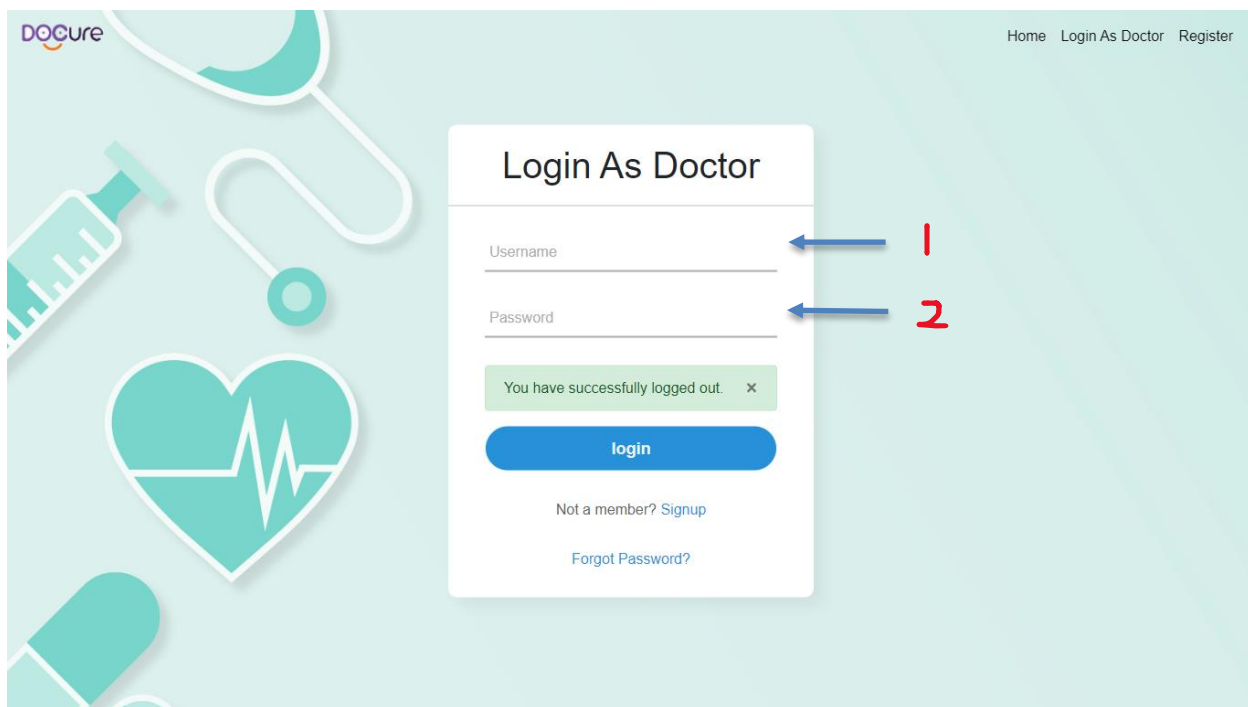 DOCure
Home Login As Doctor Register
Login As Doctor
Username
1
Password
2
You have successfully logged out. ×
login
Not a member? Signup
Forgot Password?